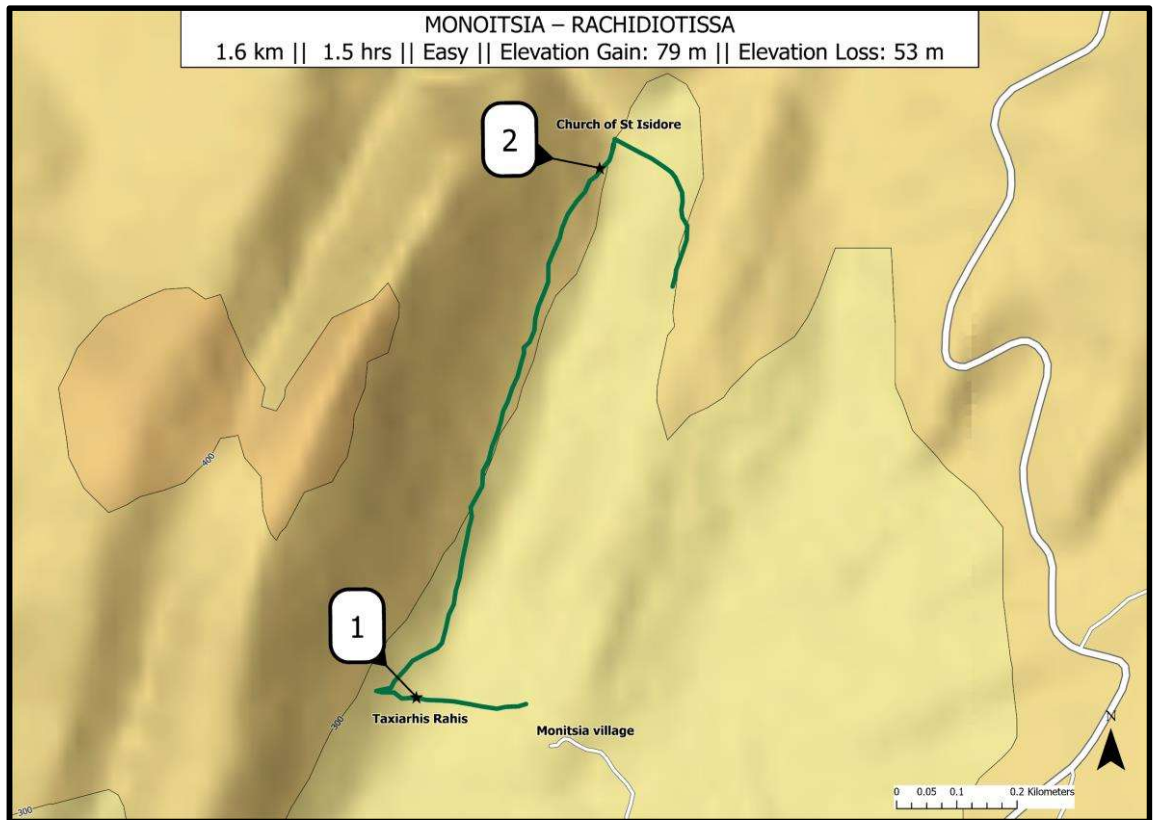 MONOITSIA – RACHIDIOTISSA
1.6 km || 1.5 hrs || Easy || Elevation Gain: 79 m || Elevation Loss: 53 m
Church of St Isidore
2
400
1
Taxiarhis Rahis
300
Monitsia village
N
0 0.05 0.1 0.2 Kilometers
300